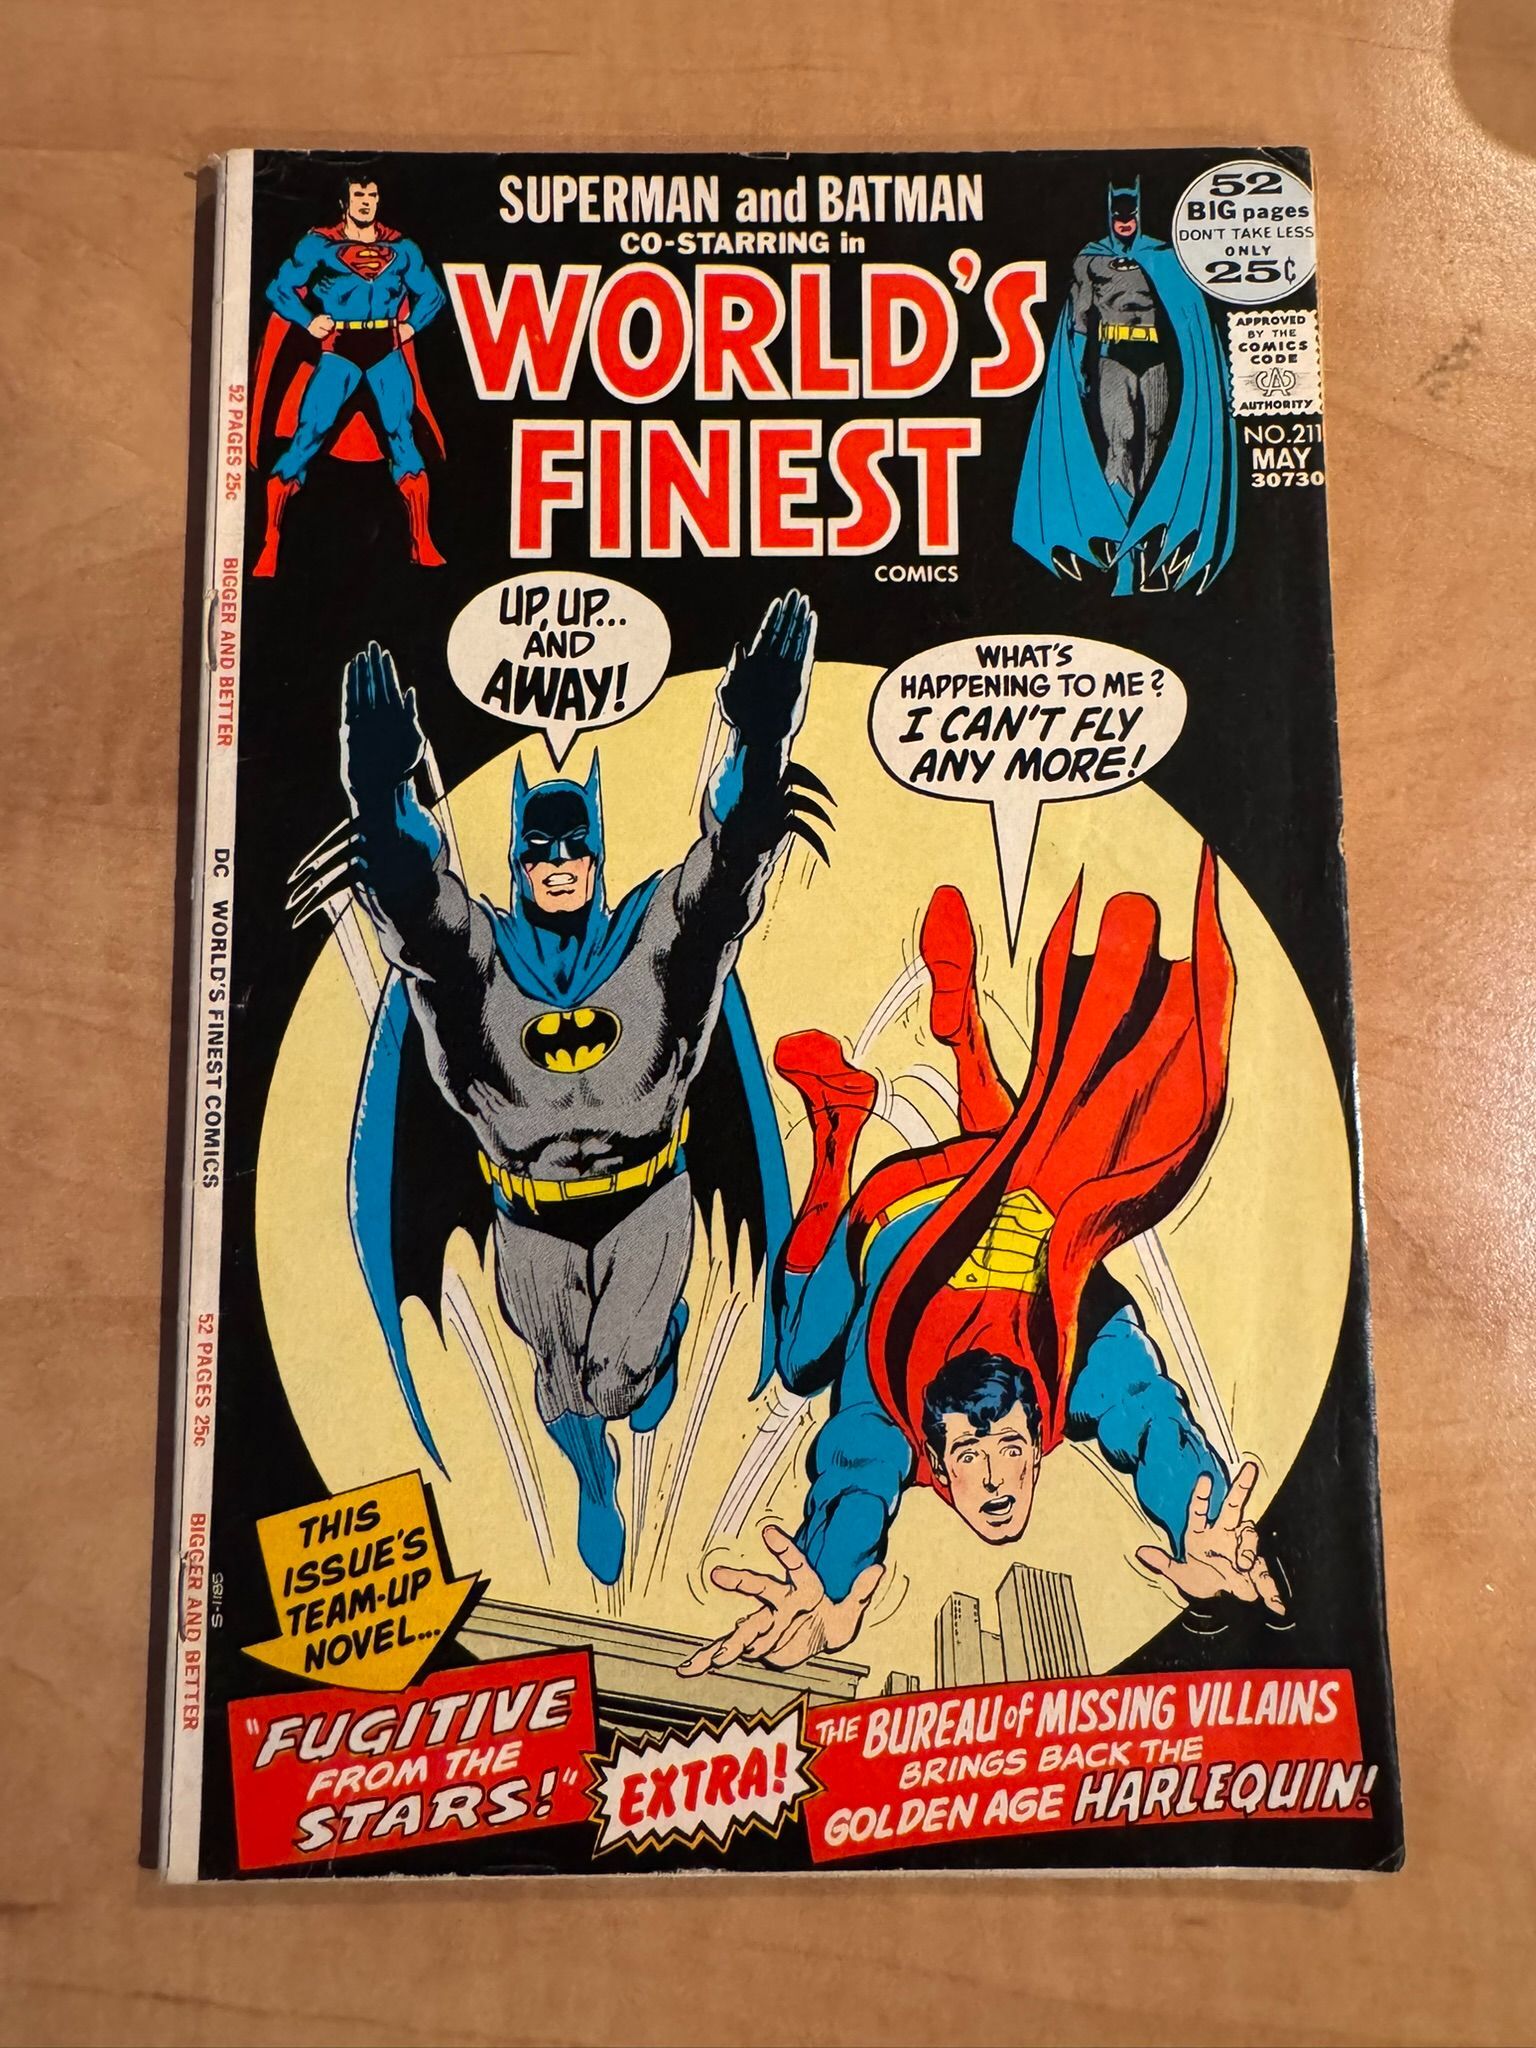 SUPERMAN and BATMAN
CO-STARRING in
WORLD'S
FINEST
COMICS
52
BIG pages
DON'T TAKE LESS
ONLY
25¢
APPROVED
BY THE
COMICS
CODE
CA
AUTHORITY
NO.211
MAY
30730
52 PAGES 25c BIGGER AND BETTER DC WORLD'S FINEST COMICS 52 PAGES 25c BIGGER AND BETTER
UP, UP...
AND
AWAY!
WHAT'S
HAPPENING TO ME?
I CAN'T FLY
ANY MORE!
S
THIS
ISSUE'S
TEAM-UP
NOVEL...
"FUGITIVE
FROM THE
STARS!"
EXTRA!
THE BUREAU of MISSING VILLAINS
BRINGS BACK THE
GOLDEN AGE HARLEQUIN!